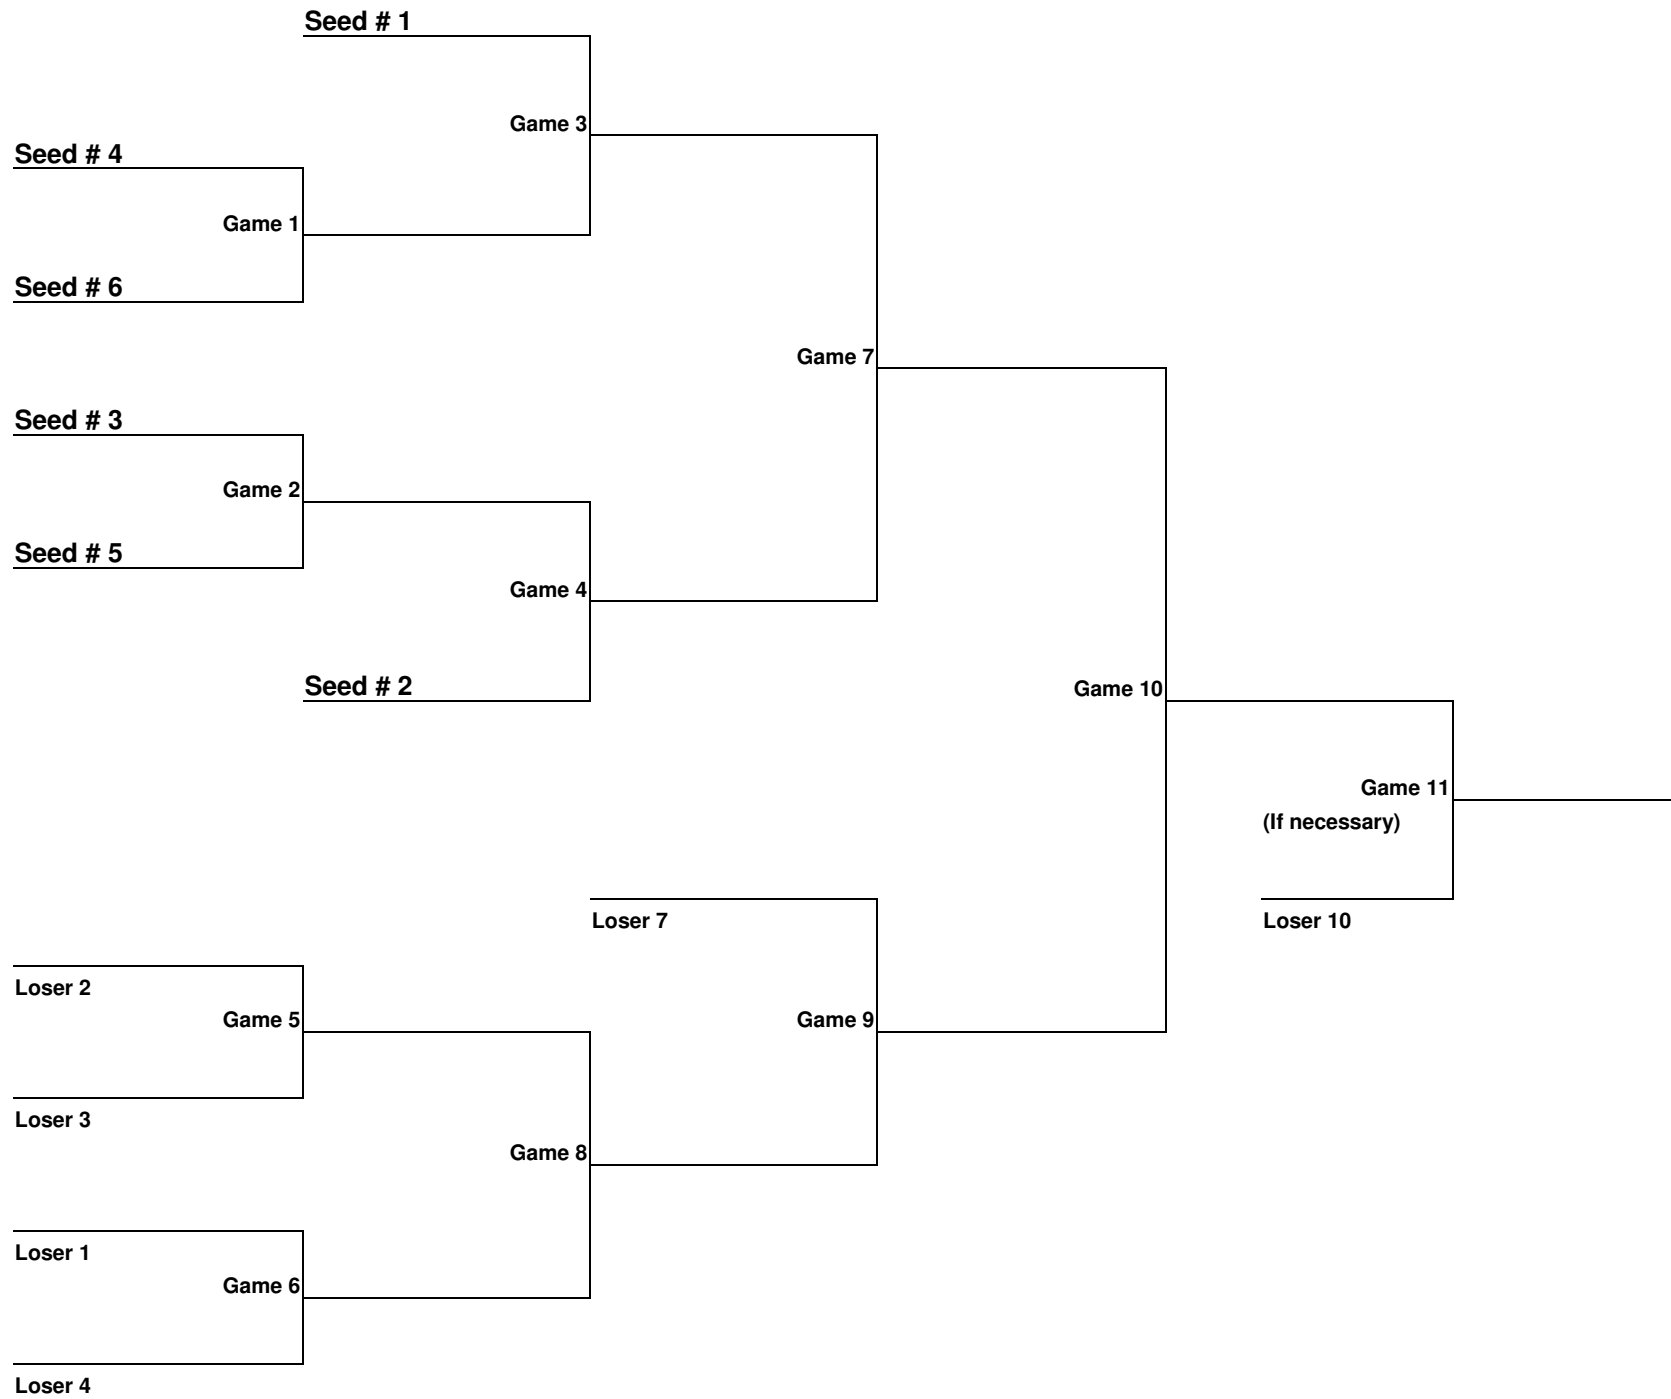 Seed # 1
Game 3
Seed # 4
Game 1
Seed # 6
Game 7
Seed # 3
Game 2
Seed # 5
Game 4
Seed # 2
Game 10
Game 11
(If necessary)
Loser 7
Loser 10
Loser 2
Game 5
Game 9
Loser 3
Game 8
Loser 1
Game 6
Loser 4